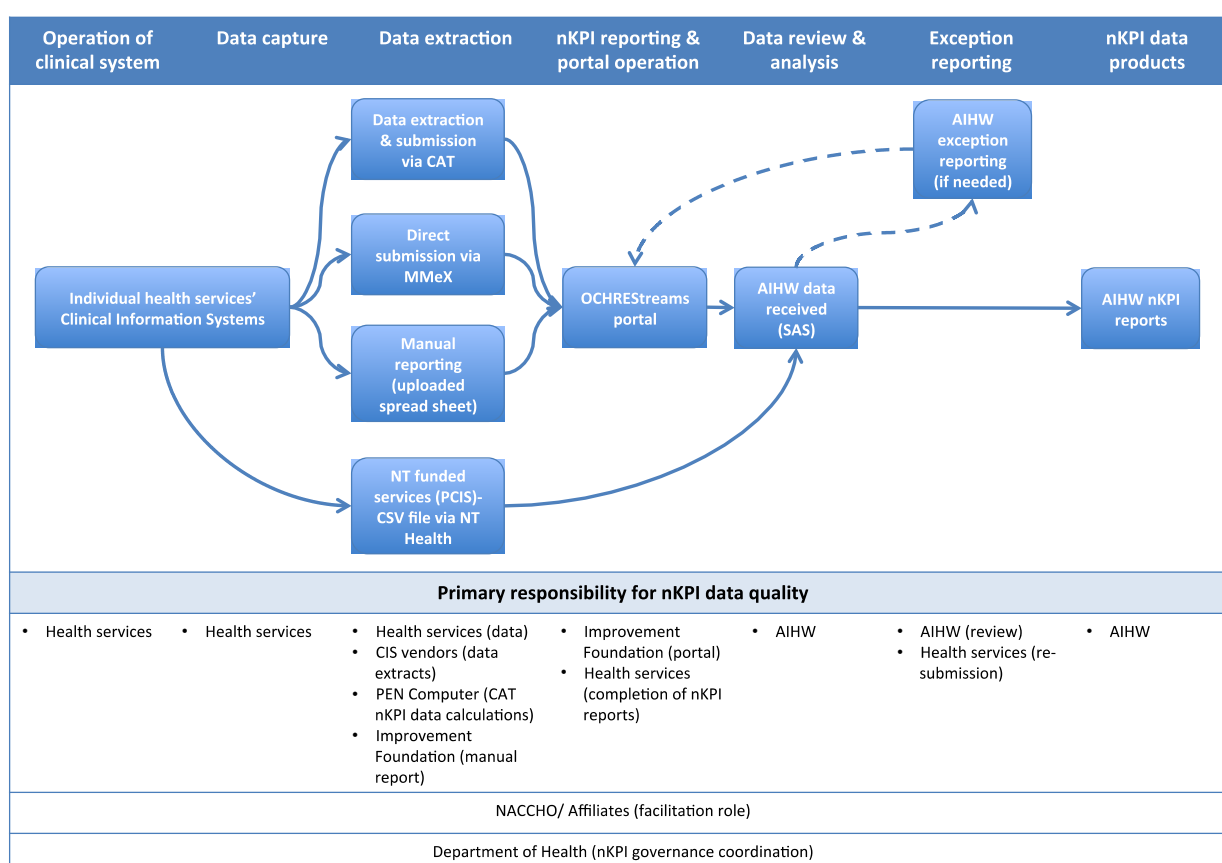 Operation of
clinical system
Data capture
Data extraction
nKPI reporting &
portal operation
Data review &
analysis
Exception
reporting
nKPI data
products
Data extraction
& submission
via CAT
AIHW
exception
reporting
(if needed)
Direct
submission via
MMeX
Individual health services’
Clinical Information Systems
OCHREStreams
portal
AIHW data
received
(SAS)
AIHW nKPI
reports
Manual
reporting
(uploaded
spread sheet)
NT funded
services (PCIS)-
CSV file via NT
Health
Primary responsibility for nKPI data quality
• Health services
• Health services
• Health services (data)
• CIS vendors (data
extracts)
• PEN Computer (CAT
nKPI data calculations)
• Improvement
Foundation (manual
report)
• Improvement
Foundation (portal)
• Health services
(completion of nKPI
reports)
• AIHW
• AIHW (review)
• Health services (re-
submission)
• AIHW
NACCHO/ Affiliates (facilitation role)
Department of Health (nKPI governance coordination)